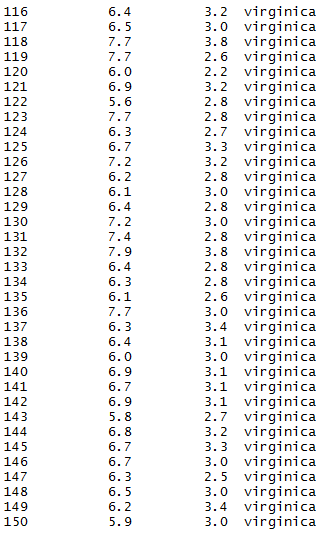 116 6.4 3.2 virginica
117 6.5 3.0 virginica
118 7.7 3.8 virginica
119 7.7 2.6 virginica
120 6.0 2.2 virginica
121 6.9 3.2 virginica
122 5.6 2.8 virginica
123 7.7 2.8 virginica
124 6.3 2.7 virginica
125 6.7 3.3 virginica
126 7.2 3.2 virginica
127 6.2 2.8 virginica
128 6.1 3.0 virginica
129 6.4 2.8 virginica
130 7.2 3.0 virginica
131 7.4 2.8 virginica
132 7.9 3.8 virginica
133 6.4 2.8 virginica
134 6.3 2.8 virginica
135 6.1 2.6 virginica
136 7.7 3.0 virginica
137 6.3 3.4 virginica
138 6.4 3.1 virginica
139 6.0 3.0 virginica
140 6.9 3.1 virginica
141 6.7 3.1 virginica
142 6.9 3.1 virginica
143 5.8 2.7 virginica
144 6.8 3.2 virginica
145 6.7 3.3 virginica
146 6.7 3.0 virginica
147 6.3 2.5 virginica
148 6.5 3.0 virginica
149 6.2 3.4 virginica
150 5.9 3.0 virginica